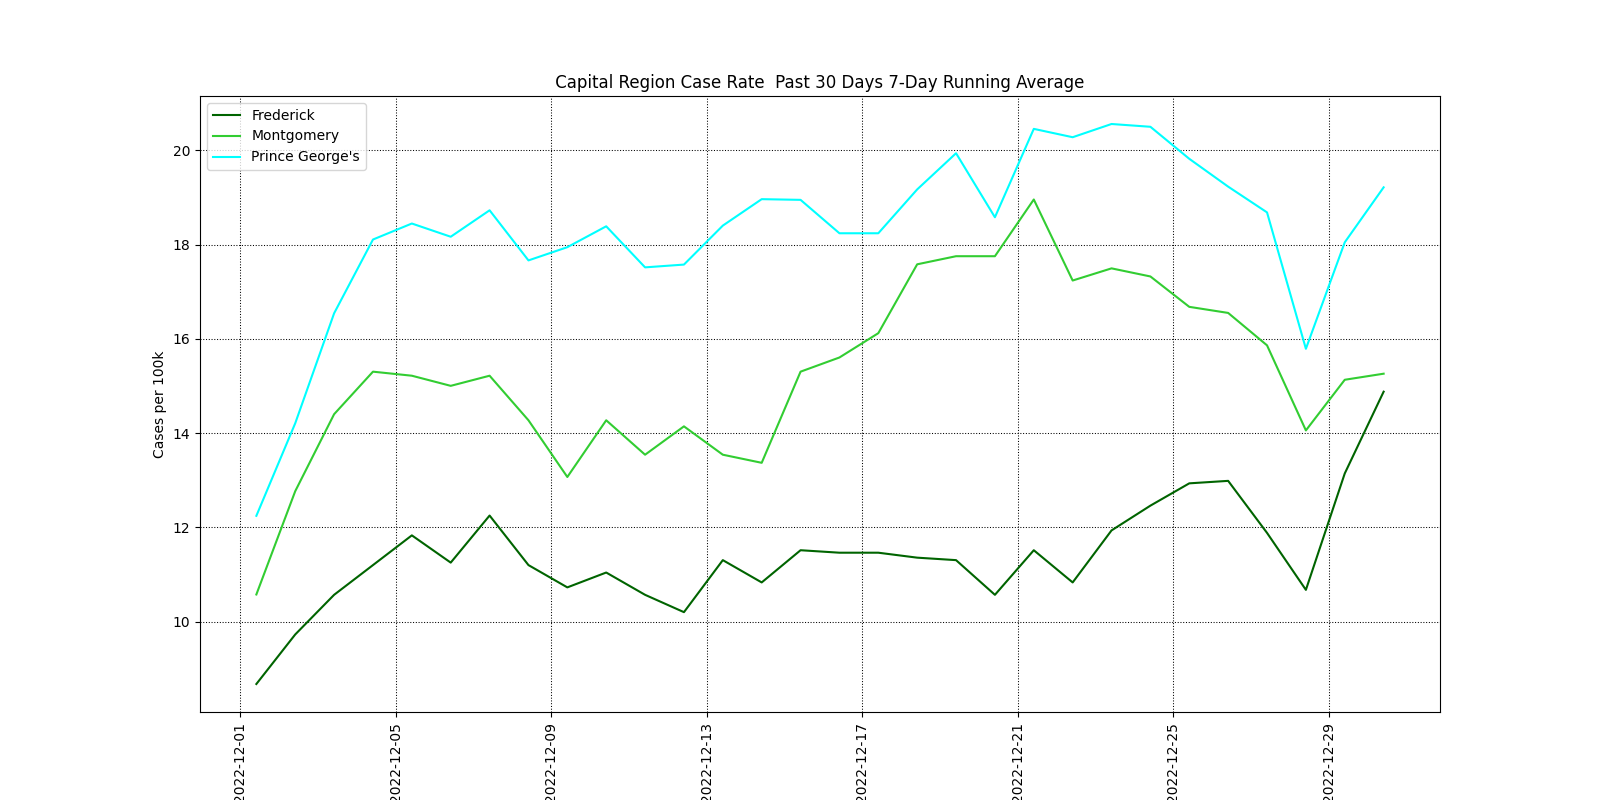 Capital Region Case Rate  Past 30 Days 7-Day Running Average
Frederick
Montgomery
Prince George's
Cases per 100k
20
18
16
14
12
10
2022-12-01
2022-12-05
2022-12-09
2022-12-13
2022-12-17
2022-12-21
2022-12-25
2022-12-29